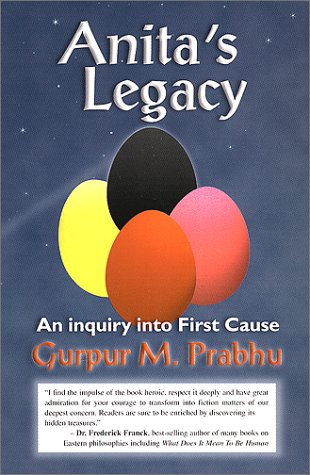 Anita's
Legacy
An inquiry into First Cause
Gurpur M. Prabhu
"I find the impulse of the book heroic, respect it deeply and have great
admiration for your courage to transform into fiction matters of our
deepest concern. Readers are sure to be enriched by discovering its
hidden treasures."
– Dr. Frederick Franck, best-selling author of many books on
Eastern philosophies including What Does It Mean To Be Human